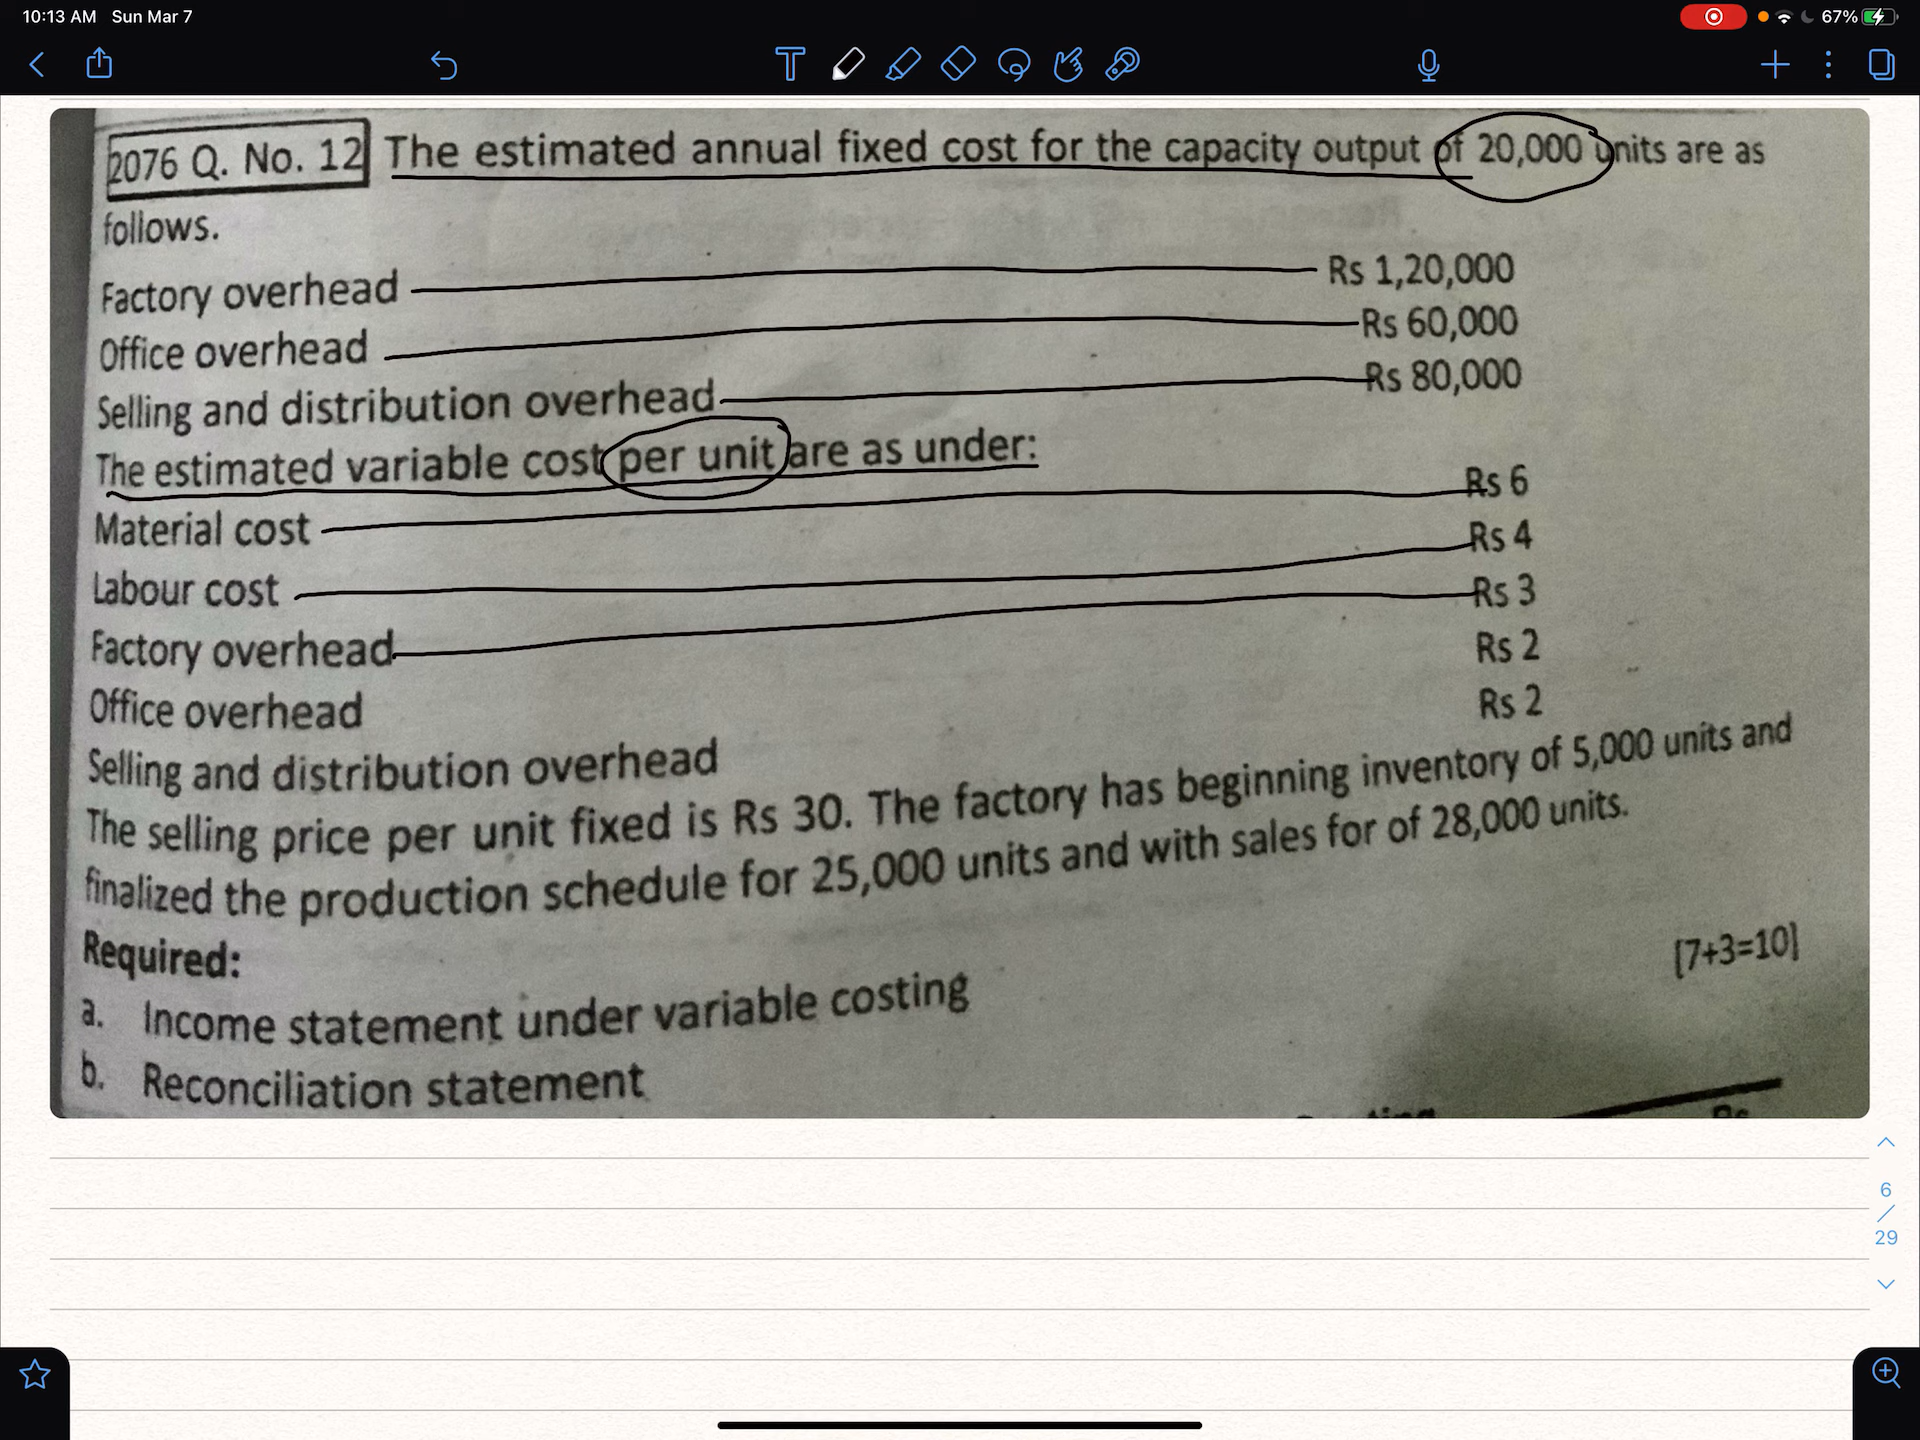 10:13 AM Sun Mar 7
67%
2076 Q. No. 12 The estimated annual fixed cost for the capacity output of 20,000 units are as
follows.
Factory overhead Rs 1,20,000
Office overhead Rs 60,000
Selling and distribution overhead Rs 80,000
The estimated variable cost per unit are as under:
Material cost Rs 6
Labour cost Rs 4
Factory overhead Rs 3
Office overhead Rs 2
Selling and distribution overhead Rs 2
The selling price per unit fixed is Rs 30. The factory has beginning inventory of 5,000 units and
finalized the production schedule for 25,000 units and with sales for of 28,000 units.
Required: [7+3=10]
a. Income statement under variable costing
b. Reconciliation statement
6
/
29